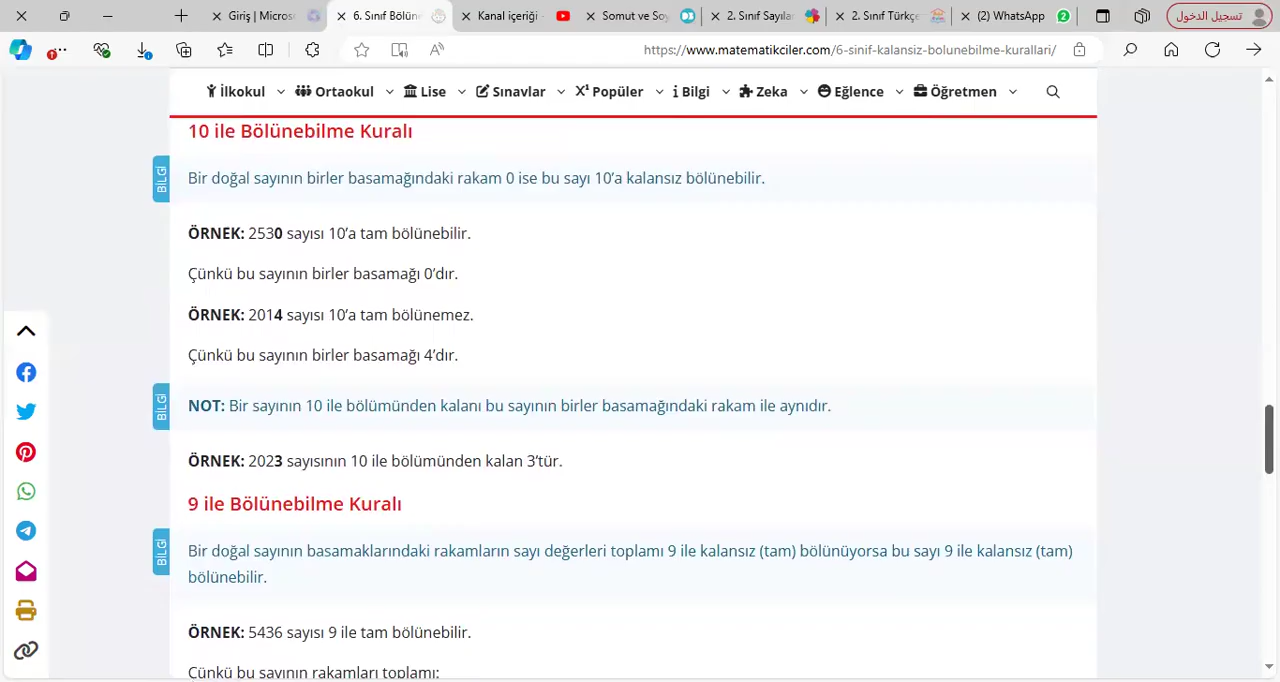 Giriş | Micros
6. Sınıf Bölün
Kanal içeriği
Somut ve Soy
2. Sınıf Sayıla
2. Sınıf Türkçe
(2) WhatsApp
2
تسجيل الدخول
https://www.matematikciler.com/6-sinif-kalansiz-bolunebilme-kurallari/
İlkokul
Ortaokul
Lise
Sınavlar
Popüler
Bilgi
Zeka
Eğlence
Öğretmen
10 ile Bölünebilme Kuralı
BİLGİ
Bir doğal sayının birler basamağındaki rakam 0 ise bu sayı 10’a kalansız bölünebilir.
ÖRNEK: 2530 sayısı 10’a tam bölünebilir.
Çünkü bu sayının birler basamağı 0’dır.
ÖRNEK: 2014 sayısı 10’a tam bölünemez.
Çünkü bu sayının birler basamağı 4’dır.
BİLGİ
NOT: Bir sayının 10 ile bölümünden kalanı bu sayının birler basamağındaki rakam ile aynıdır.
ÖRNEK: 2023 sayısının 10 ile bölümünden kalan 3’tür.
9 ile Bölünebilme Kuralı
BİLGİ
Bir doğal sayının basamaklarındaki rakamların sayı değerleri toplamı 9 ile kalansız (tam) bölünüyorsa bu sayı 9 ile kalansız (tam)
bölünebilir.
ÖRNEK: 5436 sayısı 9 ile tam bölünebilir.
Çünkü bu sayının rakamları toplamı: